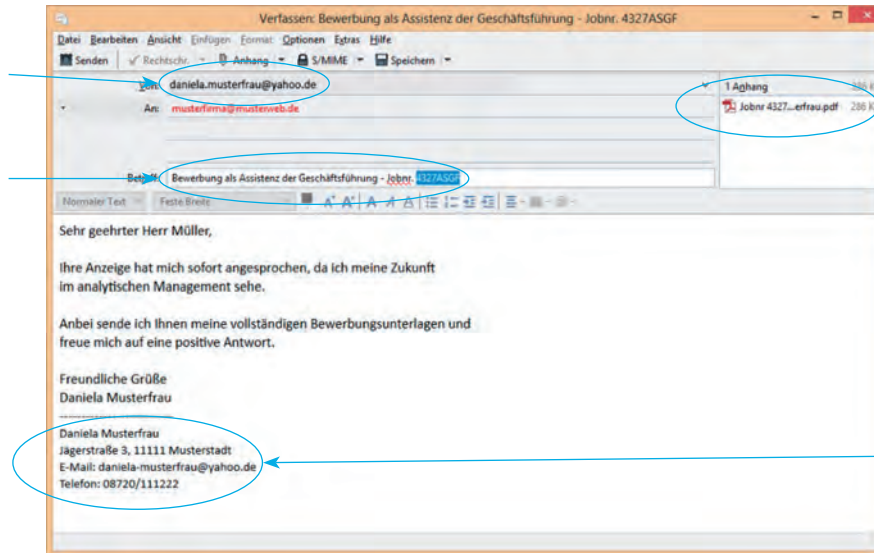 Verfassen: Bewerbung als Assistenz der Geschäftsführung - Jobnr. 4327ASGF
Datei Bearbeiten Ansicht Einfügen Format Optionen Extras Hilfe
Senden Rechtschr. Anhang S/MIME Speichern
Von: daniela.musterfrau@yahoo.de
1 Anhang 286 K
An: musterfirma@musterweb.de
Jobnr 4327...erfrau.pdf 286 K
Betreff: Bewerbung als Assistenz der Geschäftsführung - Jobnr. 4327ASGF
Normaler Text Feste Breite
Sehr geehrter Herr Müller,
Ihre Anzeige hat mich sofort angesprochen, da ich meine Zukunft
im analytischen Management sehe.
Anbei sende ich Ihnen meine vollständigen Bewerbungsunterlagen und
freue mich auf eine positive Antwort.
Freundliche Grüße
Daniela Musterfrau
------------------------
Daniela Musterfrau
Jägerstraße 3, 11111 Musterstadt
E-Mail: daniela-musterfrau@yahoo.de
Telefon: 08720/111222